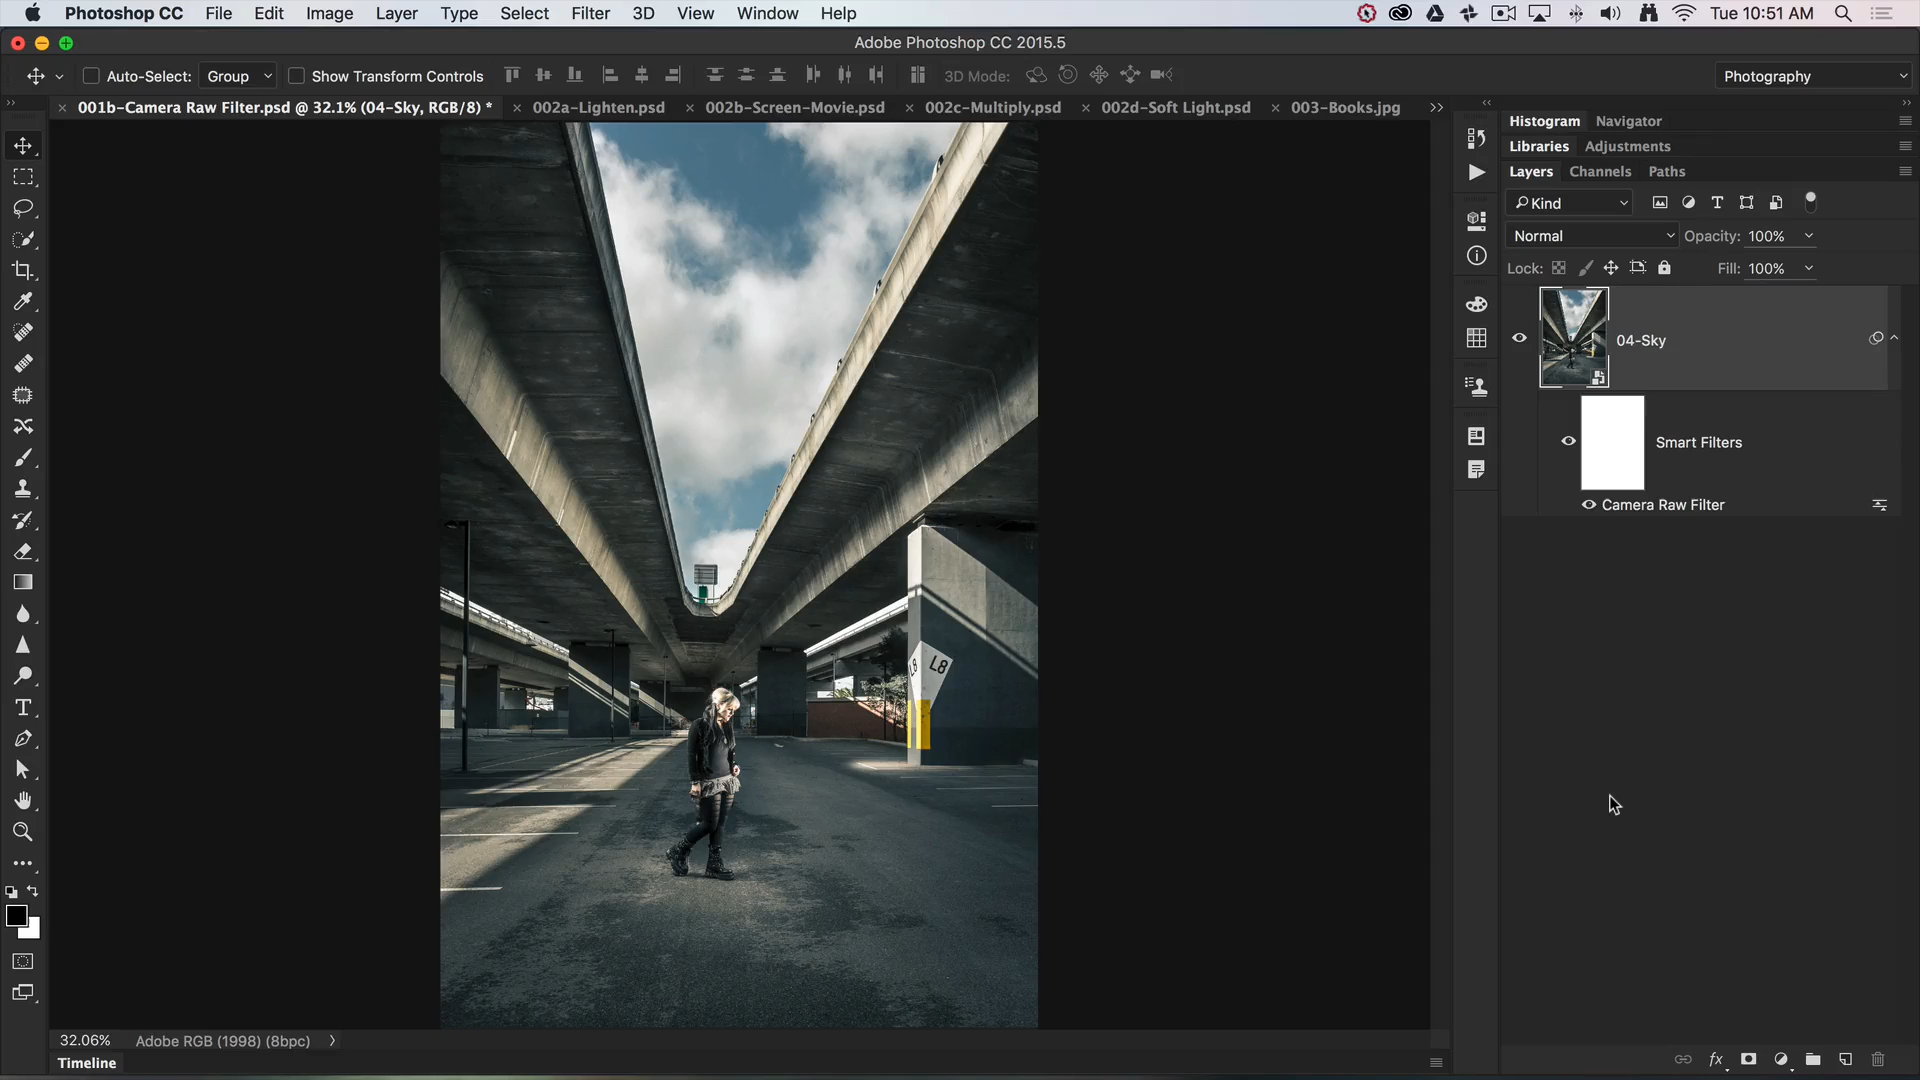 Photoshop CC File Edit Image Layer Type Select Filter 3D View Window Help Tue 10:51 AM
Adobe Photoshop CC 2015.5
Auto-Select: Group Show Transform Controls 3D Mode: Photography
001b-Camera Raw Filter.psd @ 32.1% (04-Sky, RGB/8) * 002a-Lighten.psd 002b-Screen-Movie.psd 002c-Multiply.psd 002d-Soft Light.psd 003-Books.jpg
Histogram Navigator
Libraries Adjustments
Layers Channels Paths
Kind
Normal Opacity: 100%
Lock: Fill: 100%
04-Sky
Smart Filters
Camera Raw Filter
L8 L8
32.06% Adobe RGB (1998) (8bpc)
Timeline
fx